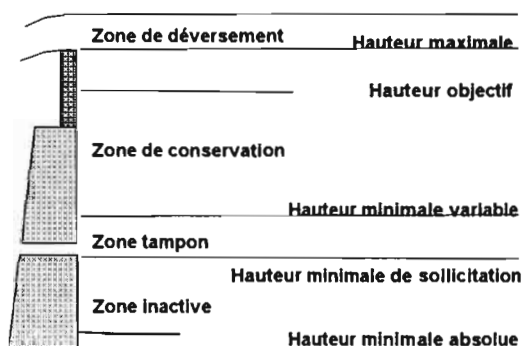 Zone de déversement
Hauteur maximale
Hauteur objectif
Zone de conservation
Hauteur minimale variable
Zone tampon
Hauteur minimale de sollicitation
Zone inactive
Hauteur minimale absolue